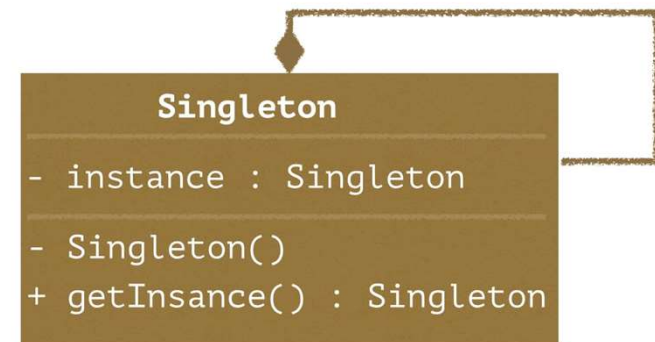 Singleton
- instance : Singleton
- Singleton()
+ getInsance() : Singleton